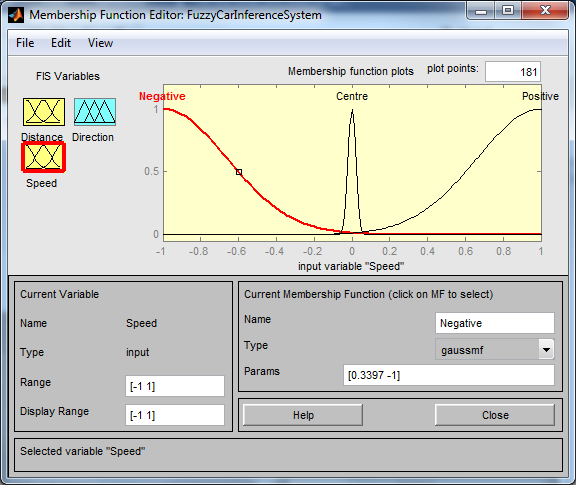 Membership Function Editor: FuzzyCarInferenceSystem
File Edit View
FIS Variables
Membership function plots plot points: 181
Negative Centre Positive
Distance Direction
Speed
1
0.5
0
-1 -0.8 -0.6 -0.4 -0.2 0 0.2 0.4 0.6 0.8 1
input variable "Speed"
Current Variable
Name Speed
Type input
Range [-1 1]
Display Range [-1 1]
Current Membership Function (click on MF to select)
Name Negative
Type gaussmf
Params [0.3397 -1]
Help Close
Selected variable "Speed"